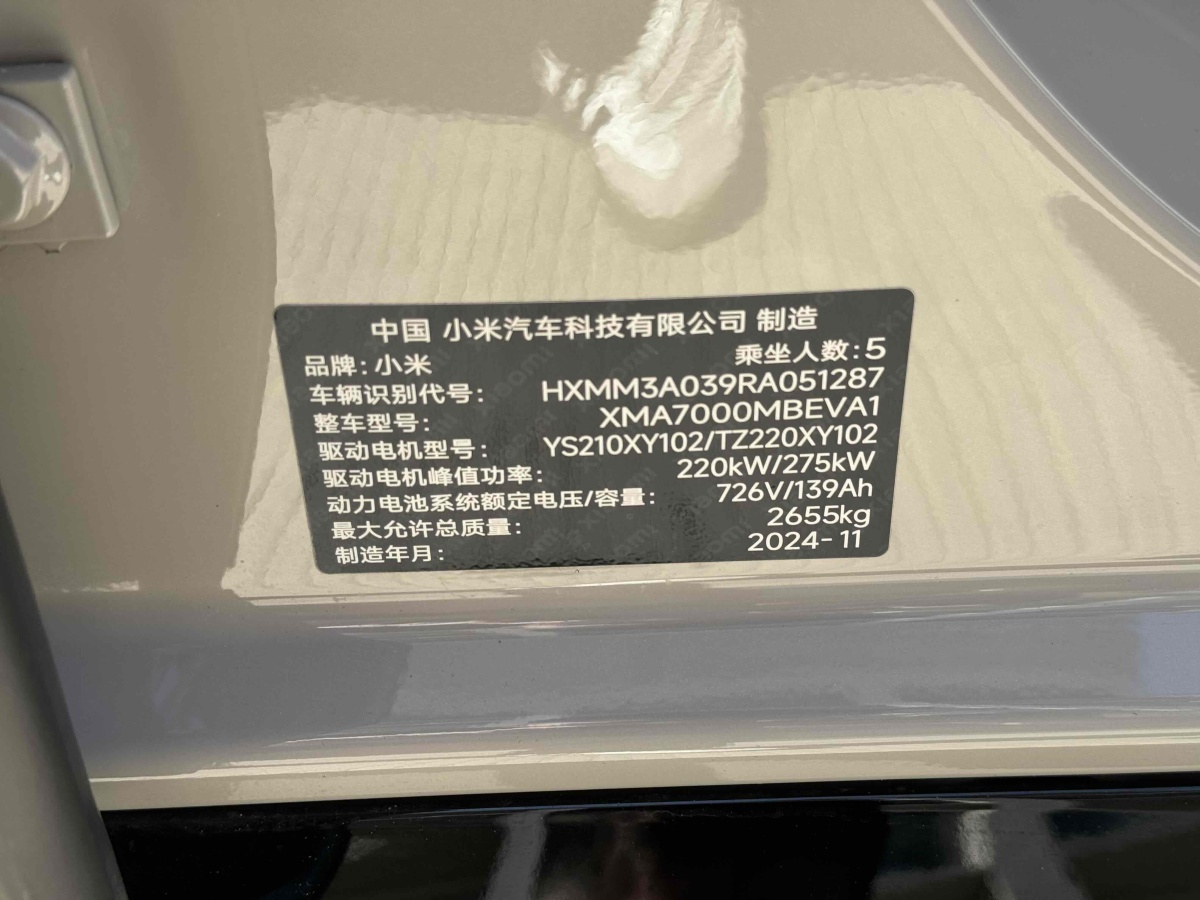 中国 小米汽车科技有限公司 制造
品牌：小米 乘坐人数：5
车辆识别代号： HXMM3A039RA051287
整车型号： XMA7000MBEVA1
驱动电机型号： YS210XY102/TZ220XY102
驱动电机峰值功率： 220kW/275kW
动力电池系统额定电压/容量： 726V/139Ah
最大允许总质量： 2655kg
制造年月： 2024-11